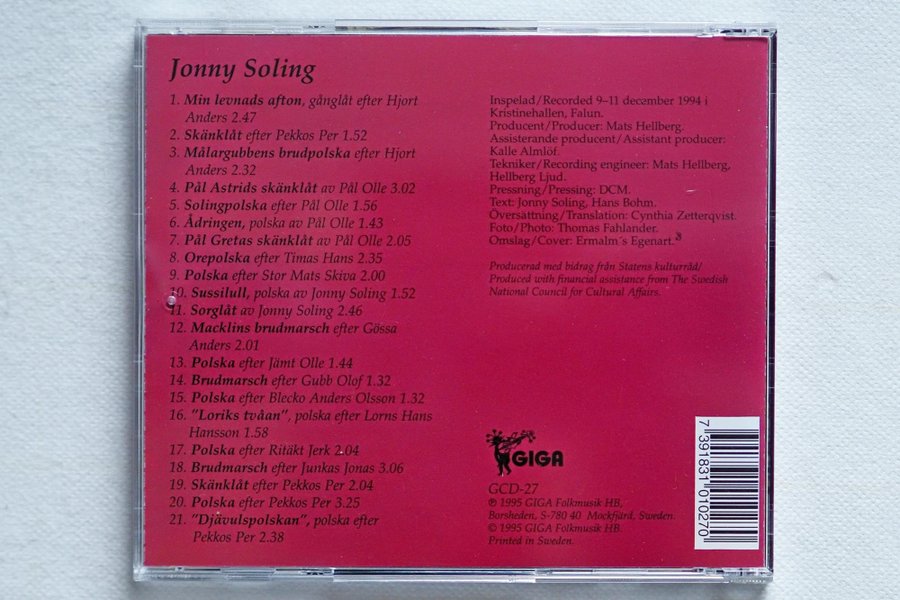 Jonny Soling
1. Min levnads afton, gånglåt efter Hjort
Anders 2.47
2. Skänklåt efter Pekkos Per 1.52
3. Målargubbens brudpolska efter Hjort
Anders 2.32
4. Pål Astrids skänklåt av Pål Olle 3.02
5. Solingpolska efter Pål Olle 1.56
6. Ådringen, polska av Pål Olle 1.43
7. Pål Gretas skänklåt av Pål Olle 2.05
8. Orepolska efter Timas Hans 2.35
9. Polska efter Stor Mats Skiva 2.00
10. Sussilull, polska av Jonny Soling 1.52
11. Sorglåt av Jonny Soling 2.46
12. Macklins brudmarsch efter Gössa
Anders 2.01
13. Polska efter Jämt Olle 1.44
14. Brudmarsch efter Gubb Olof 1.32
15. Polska efter Blecko Anders Olsson 1.32
16. "Loriks tvåan", polska efter Lorns Hans
Hansson 1.58
17. Polska efter Ritäkt Jerk 2.04
18. Brudmarsch efter Junkas Jonas 3.06
19. Skänklåt efter Pekkos Per 2.04
20. Polska efter Pekkos Per 3.25
21. "Djävulspolskan", polska efter
Pekkos Per 2.38
Inspelad/Recorded 9–11 december 1994 i
Kristinehallen, Falun.
Producent/Producer: Mats Hellberg.
Assisterande producent/Assistant producer:
Kalle Almlöf.
Tekniker/Recording engineer: Mats Hellberg,
Hellberg Ljud.
Pressning/Pressing: DCM.
Text: Jonny Soling, Hans Bohm.
Översättning/Translation: Cynthia Zetterqvist.
Foto/Photo: Thomas Fahlander.
Omslag/Cover: Ermalm´s Egenart.
Producerad med bidrag från Statens kulturråd/
Produced with financial assistance from The Swedish
National Council for Cultural Affairs.
GIGA
GCD-27
℗ 1995 GIGA Folkmusik HB,
Borsheden, S-780 40 Mockfjärd, Sweden.
© 1995 GIGA Folkmusik HB.
Printed in Sweden.
7 391831 010270